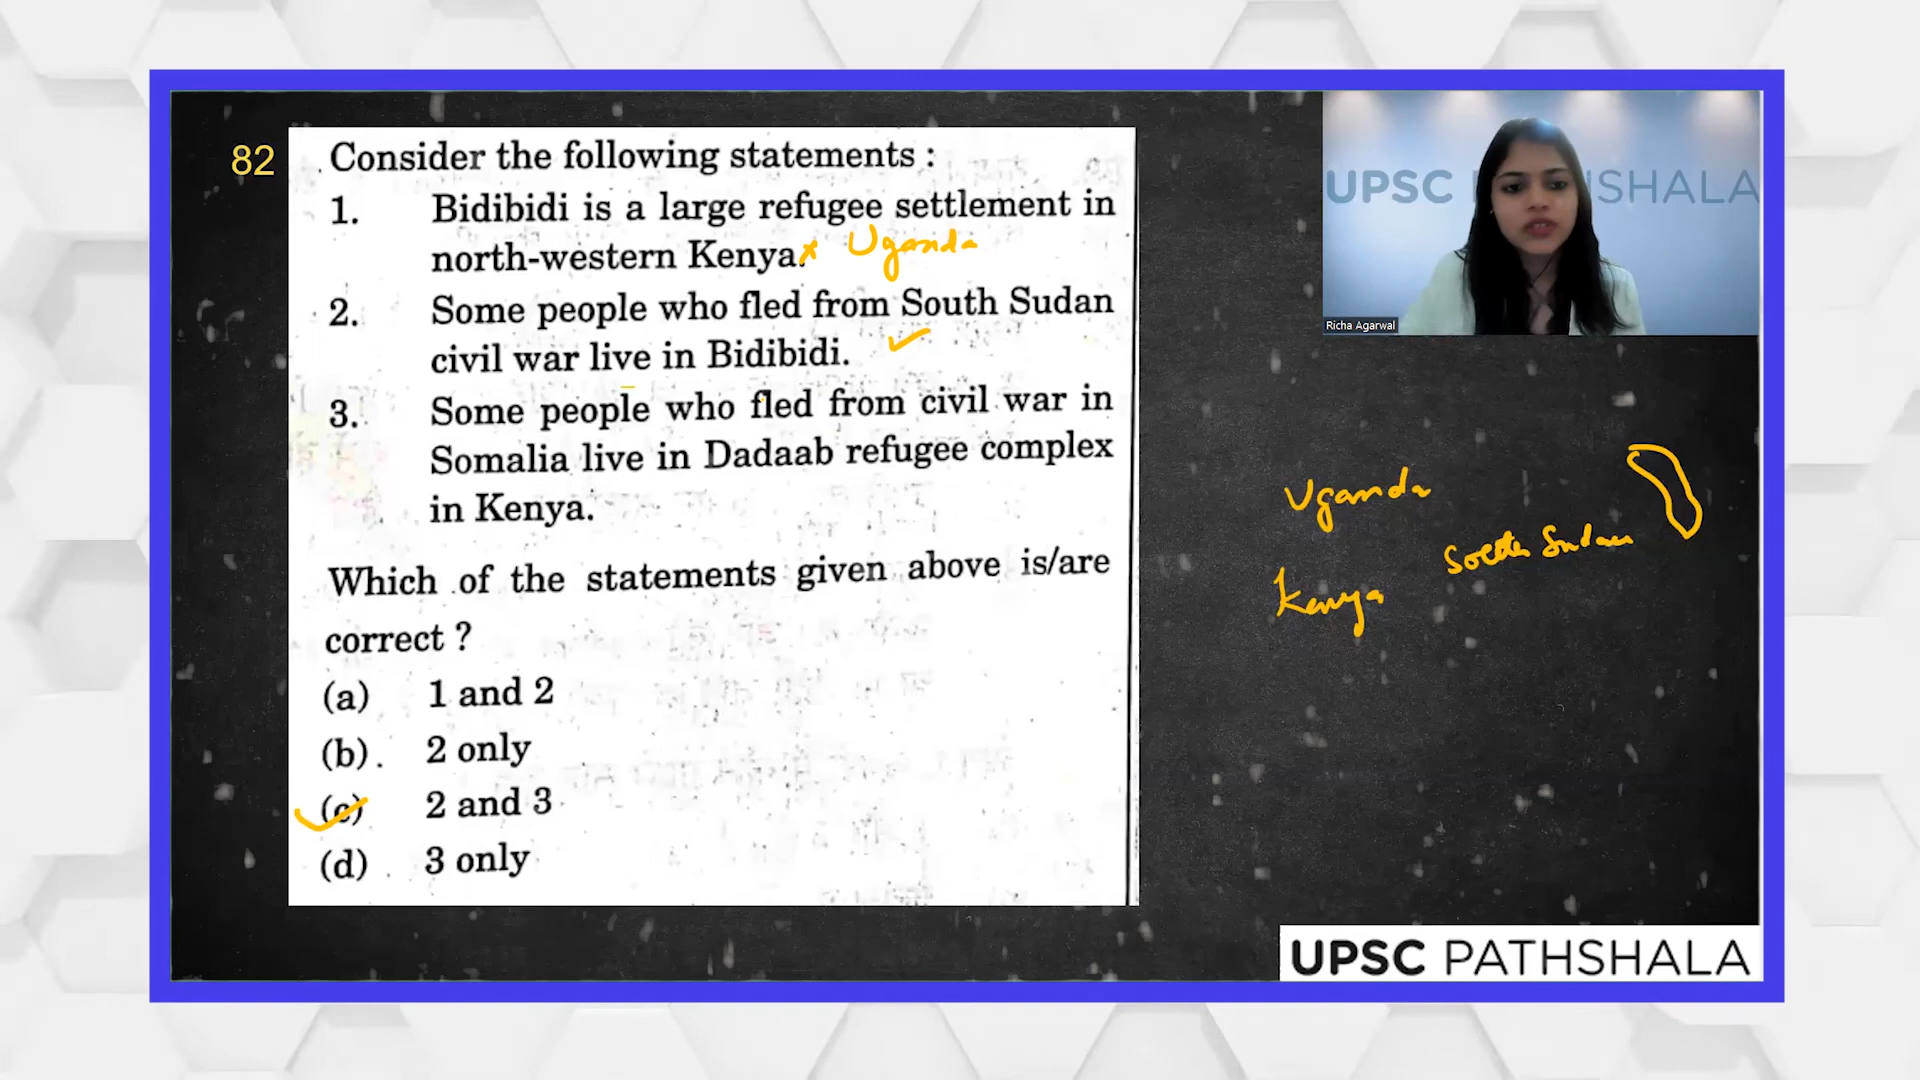 82
Consider the following statements :
1. Bidibidi is a large refugee settlement in
north-western Kenya. x Uganda
2. Some people who fled from South Sudan
civil war live in Bidibidi.
3. Some people who fled from civil war in
Somalia live in Dadaab refugee complex
in Kenya.
Which of the statements given above is/are
correct ?
(a) 1 and 2
(b) 2 only
(c) 2 and 3
(d) 3 only
UPSC PATHSHALA
Richa Agarwal
Uganda
South Sudan
Kenya
UPSC PATHSHALA